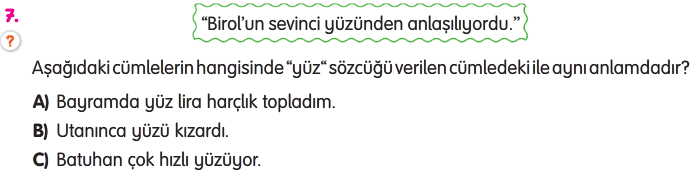 7.
"Birol'un sevinci yüzünden anlaşılıyordu."
?
Aşağıdaki cümlelerin hangisinde "yüz" sözcüğü verilen cümledeki ile aynı anlamdadır?
A) Bayramda yüz lira harçlık topladım.
B) Utanınca yüzü kızardı.
C) Batuhan çok hızlı yüzüyor.